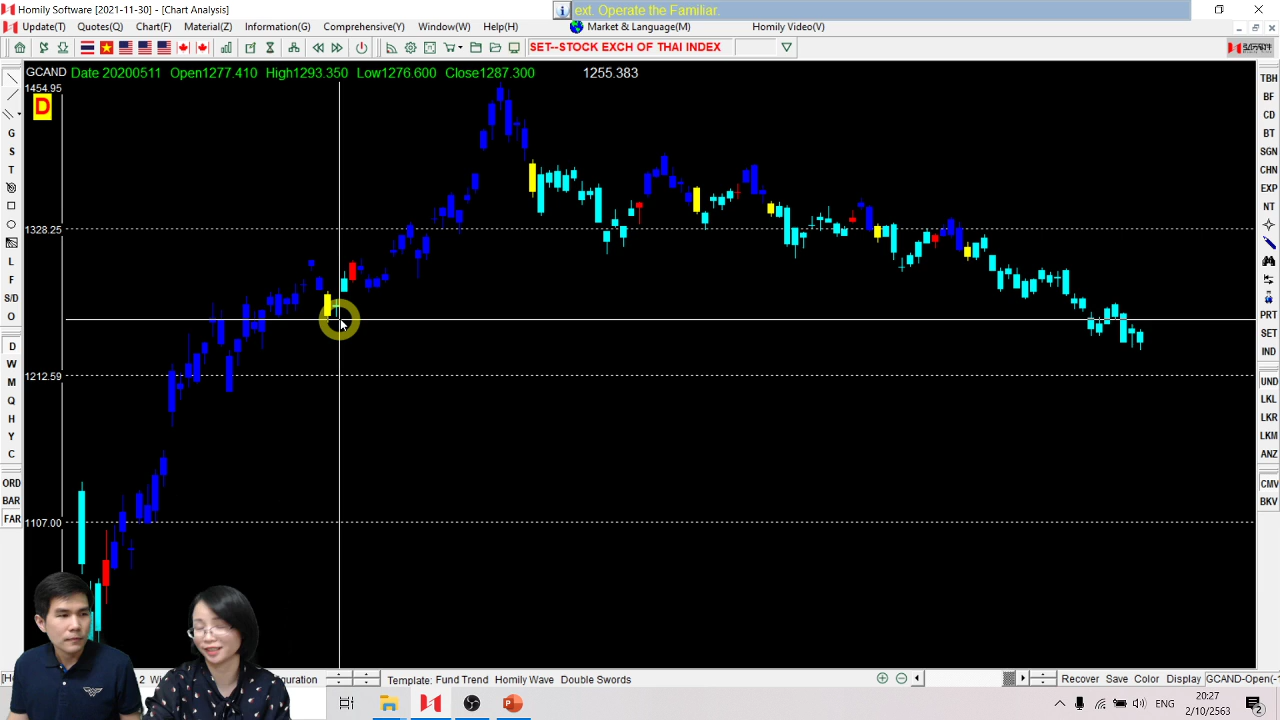 Homily Software [2021-11-30] - [Chart Analysis]
ext. Operate the Familiar.
Update(T) Quotes(Q) Chart(F) Material(Z) Information(G) Comprehensive(Y) Window(W) Help(H) Market & Language(M) Homily Video(V)
SET--STOCK EXCH OF THAI INDEX
GCAND Date 20200511 Open1277.410 High1293.350 Low1276.600 Close1287.300 1255.383
1454.95
D
1328.25
1212.59
1107.00
G
S
T
L
F
S/D
O
D
W
M
Q
H
Y
C
ORD
BAR
FAR
TBH
BF
CD
BT
SGN
CHN
EXP
NT
PRT
SET
IND
UND
LKL
LKR
LKM
ANZ
CMV
BKV
Template: Fund Trend Homily Wave Double Swords
Recover Save Color Display GCAND-Open(-1
ENG
20:27
2/10/2563
2